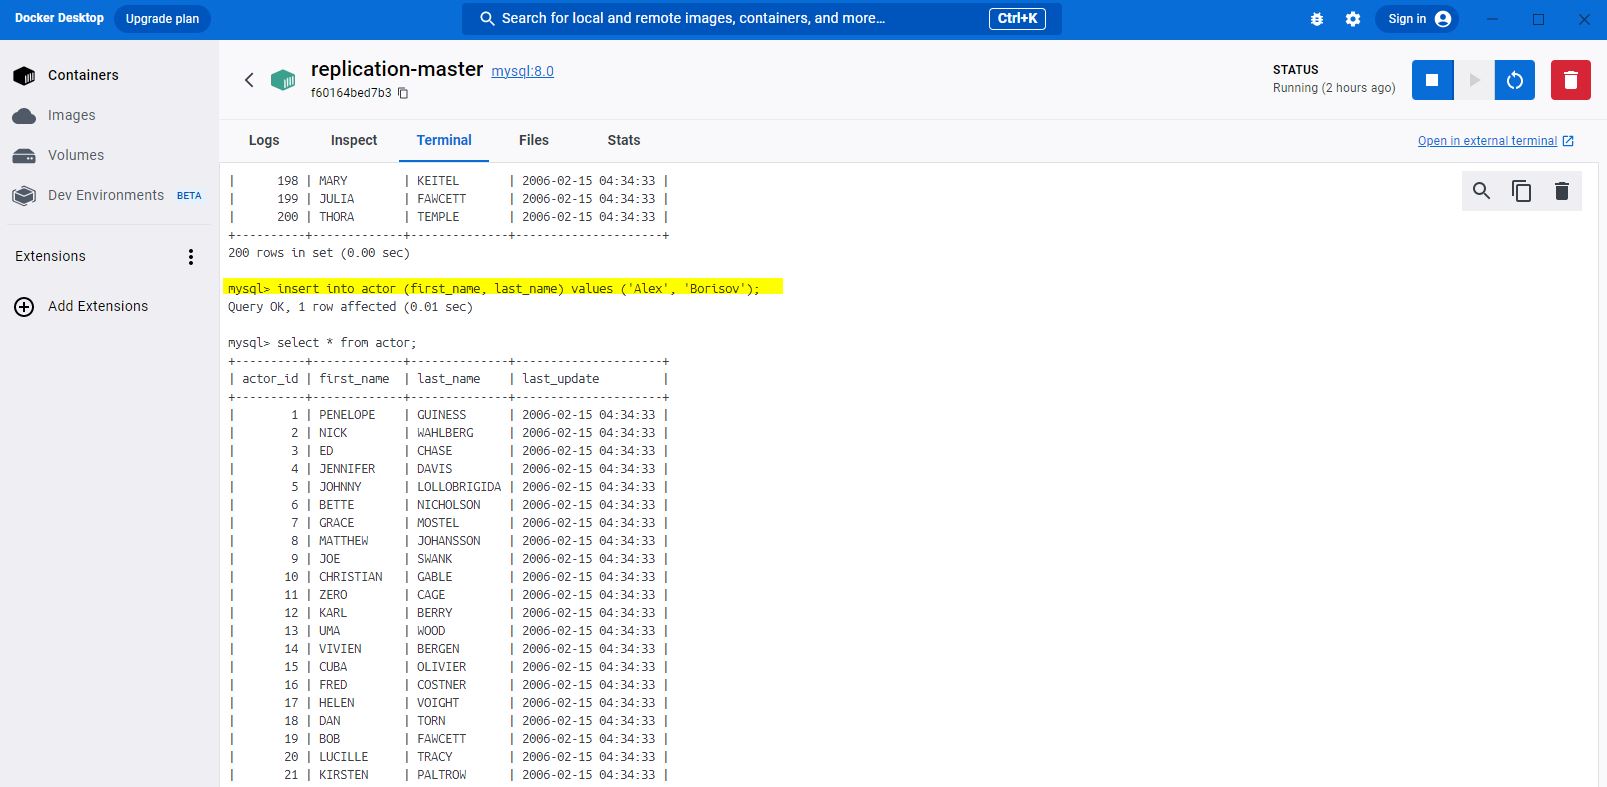 Docker Desktop Upgrade plan Search for local and remote images, containers, and more... Ctrl+K Sign in
Containers
Images
Volumes
Dev Environments BETA
Extensions
Add Extensions
replication-master mysql:8.0
f60164bed7b3
STATUS
Running (2 hours ago)
Logs Inspect Terminal Files Stats Open in external terminal
|      198 | MARY        | KEITEL       | 2006-02-15 04:34:33 |
|      199 | JULIA       | FAWCETT      | 2006-02-15 04:34:33 |
|      200 | THORA       | TEMPLE       | 2006-02-15 04:34:33 |
+----------+-------------+--------------+---------------------+
200 rows in set (0.00 sec)
mysql> insert into actor (first_name, last_name) values ('Alex', 'Borisov');
Query OK, 1 row affected (0.01 sec)
mysql> select * from actor;
+----------+-------------+--------------+---------------------+
| actor_id | first_name  | last_name    | last_update         |
+----------+-------------+--------------+---------------------+
|        1 | PENELOPE    | GUINESS      | 2006-02-15 04:34:33 |
|        2 | NICK        | WAHLBERG     | 2006-02-15 04:34:33 |
|        3 | ED          | CHASE        | 2006-02-15 04:34:33 |
|        4 | JENNIFER    | DAVIS        | 2006-02-15 04:34:33 |
|        5 | JOHNNY      | LOLLOBRIGIDA | 2006-02-15 04:34:33 |
|        6 | BETTE       | NICHOLSON    | 2006-02-15 04:34:33 |
|        7 | GRACE       | MOSTEL       | 2006-02-15 04:34:33 |
|        8 | MATTHEW     | JOHANSSON    | 2006-02-15 04:34:33 |
|        9 | JOE         | SWANK        | 2006-02-15 04:34:33 |
|       10 | CHRISTIAN   | GABLE        | 2006-02-15 04:34:33 |
|       11 | ZERO        | CAGE         | 2006-02-15 04:34:33 |
|       12 | KARL        | BERRY        | 2006-02-15 04:34:33 |
|       13 | UMA         | WOOD         | 2006-02-15 04:34:33 |
|       14 | VIVIEN      | BERGEN       | 2006-02-15 04:34:33 |
|       15 | CUBA        | OLIVIER      | 2006-02-15 04:34:33 |
|       16 | FRED        | COSTNER      | 2006-02-15 04:34:33 |
|       17 | HELEN       | VOIGHT       | 2006-02-15 04:34:33 |
|       18 | DAN         | TORN         | 2006-02-15 04:34:33 |
|       19 | BOB         | FAWCETT      | 2006-02-15 04:34:33 |
|       20 | LUCILLE     | TRACY        | 2006-02-15 04:34:33 |
|       21 | KIRSTEN     | PALTROW      | 2006-02-15 04:34:33 |